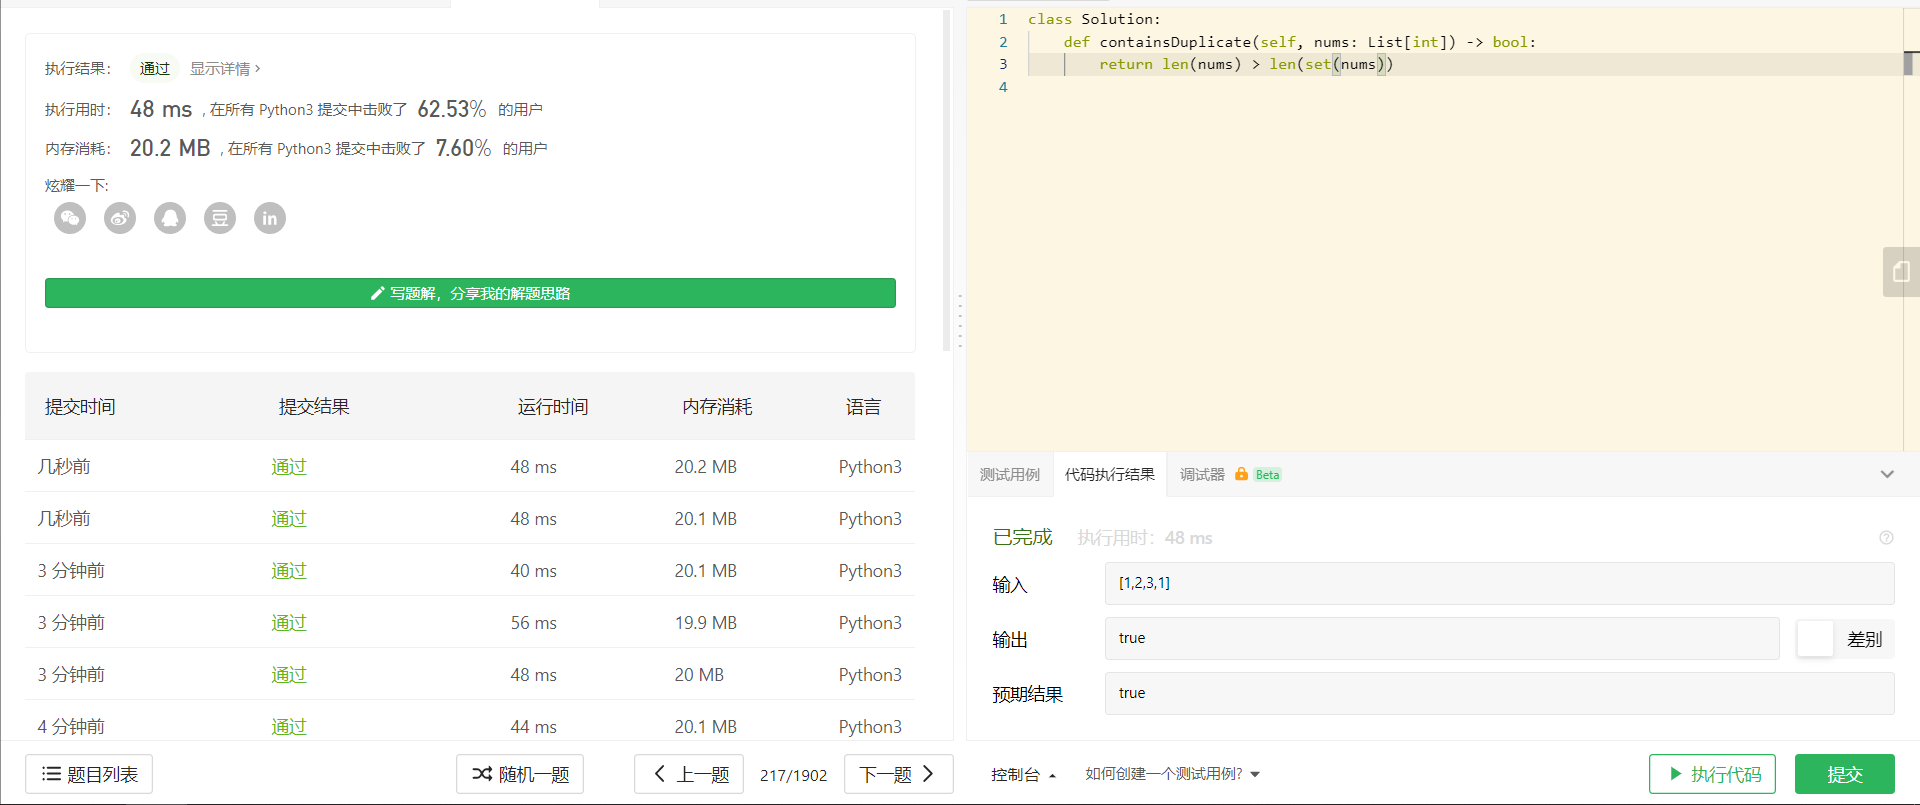 执行结果： 通过 显示详情 ›
执行用时： 48 ms , 在所有 Python3 提交中击败了 62.53% 的用户
内存消耗： 20.2 MB , 在所有 Python3 提交中击败了 7.60% 的用户
炫耀一下:
豆 in
写题解，分享我的解题思路
提交时间 提交结果 运行时间 内存消耗 语言
几秒前 通过 48 ms 20.2 MB Python3
几秒前 通过 48 ms 20.1 MB Python3
3 分钟前 通过 40 ms 20.1 MB Python3
3 分钟前 通过 56 ms 19.9 MB Python3
3 分钟前 通过 48 ms 20 MB Python3
4 分钟前 通过 44 ms 20.1 MB Python3
题目列表 随机一题 上一题 217/1902 下一题
1 class Solution:
2 def containsDuplicate(self, nums: List[int]) -> bool:
3 return len(nums) > len(set(nums))
4
测试用例 代码执行结果 调试器 Beta
已完成 执行用时：48 ms
输入 [1,2,3,1]
输出 true 差别
预期结果 true
控制台 如何创建一个测试用例? 执行代码 提交